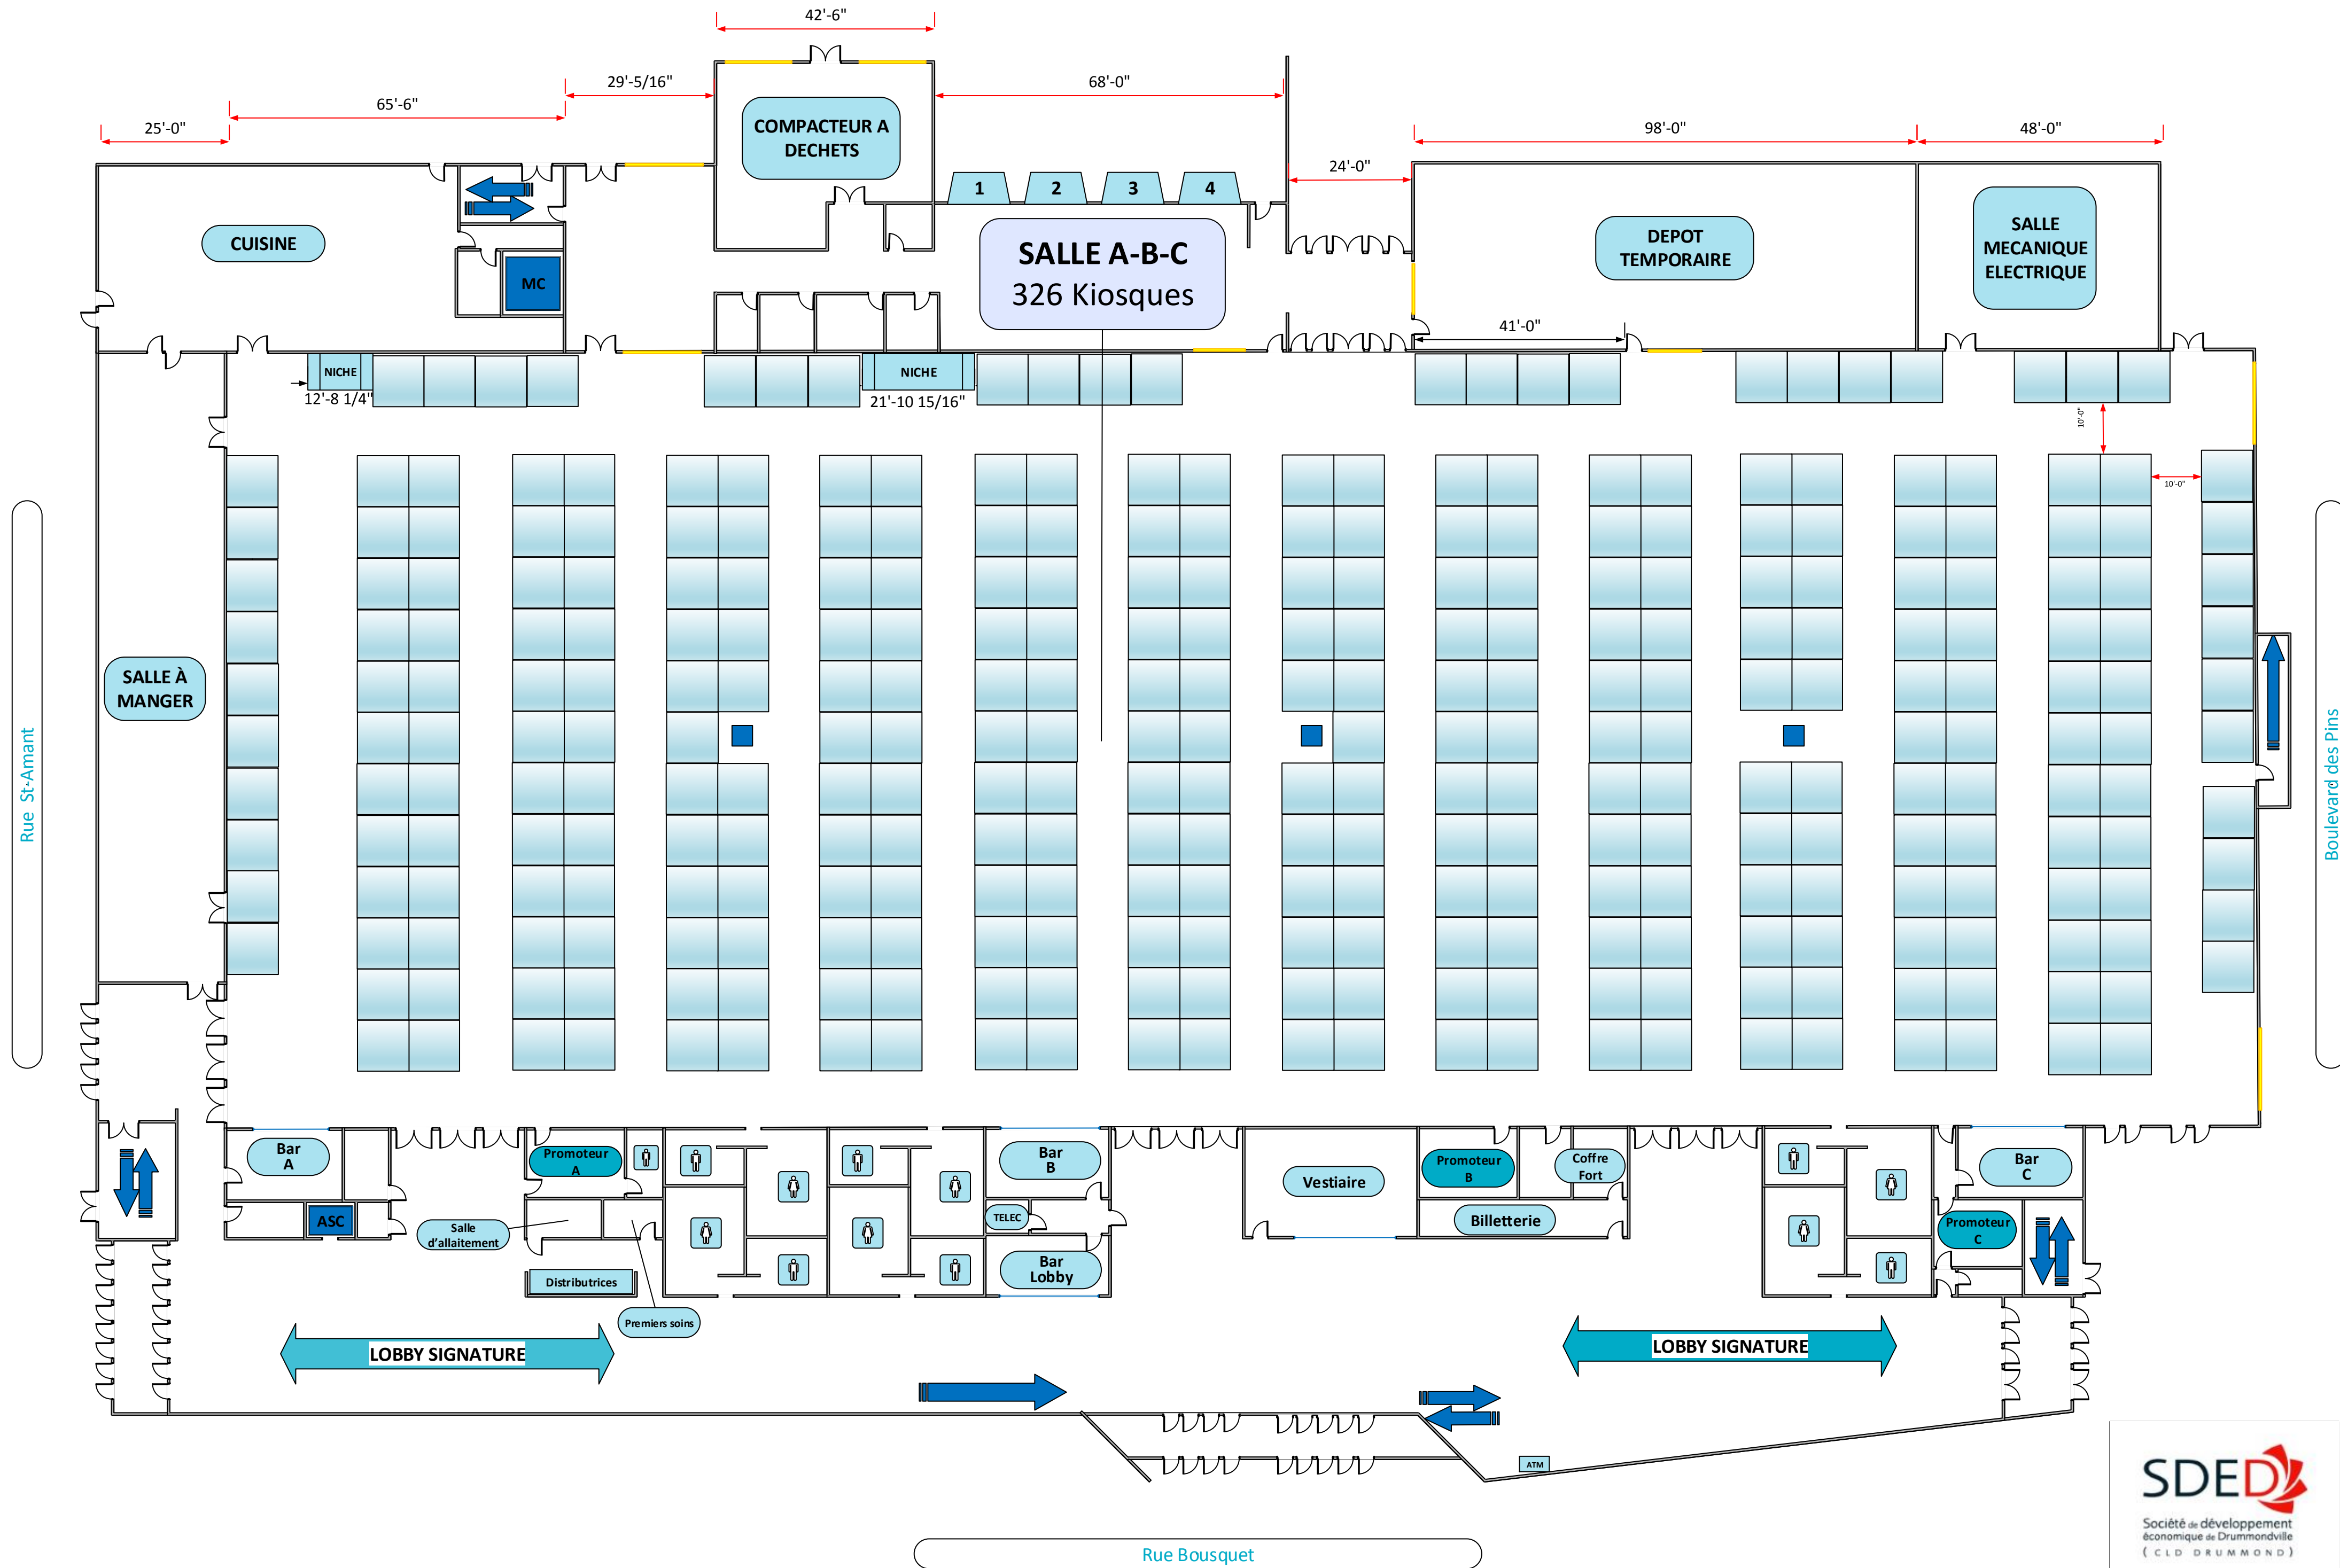 42'-6"
29'-5/16"
68'-0"
65'-6"
25'-0"
98'-0"
48'-0"
24'-0"
COMPACTEUR A
DECHETS
1
2
3
4
CUISINE
MC
SALLE A-B-C
326 Kiosques
DEPOT
TEMPORAIRE
SALLE
MECANIQUE
ELECTRIQUE
41'-0"
NICHE
12'-8 1/4"
NICHE
21'-10 15/16"
10'-0"
10'-0"
SALLE À
MANGER
Rue St-Amant
Boulevard des Pins
Bar
A
Promoteur
A
Bar
B
Vestiaire
Promoteur
B
Coffre
Fort
Bar
C
ASC
Salle
d'allaitement
TELEC
Billetterie
Promoteur
C
Distributrices
Bar
Lobby
Premiers soins
LOBBY SIGNATURE
LOBBY SIGNATURE
ATM
SDED
Société de développement
économique de Drummondville
( CLD DRUMMOND )
Rue Bousquet